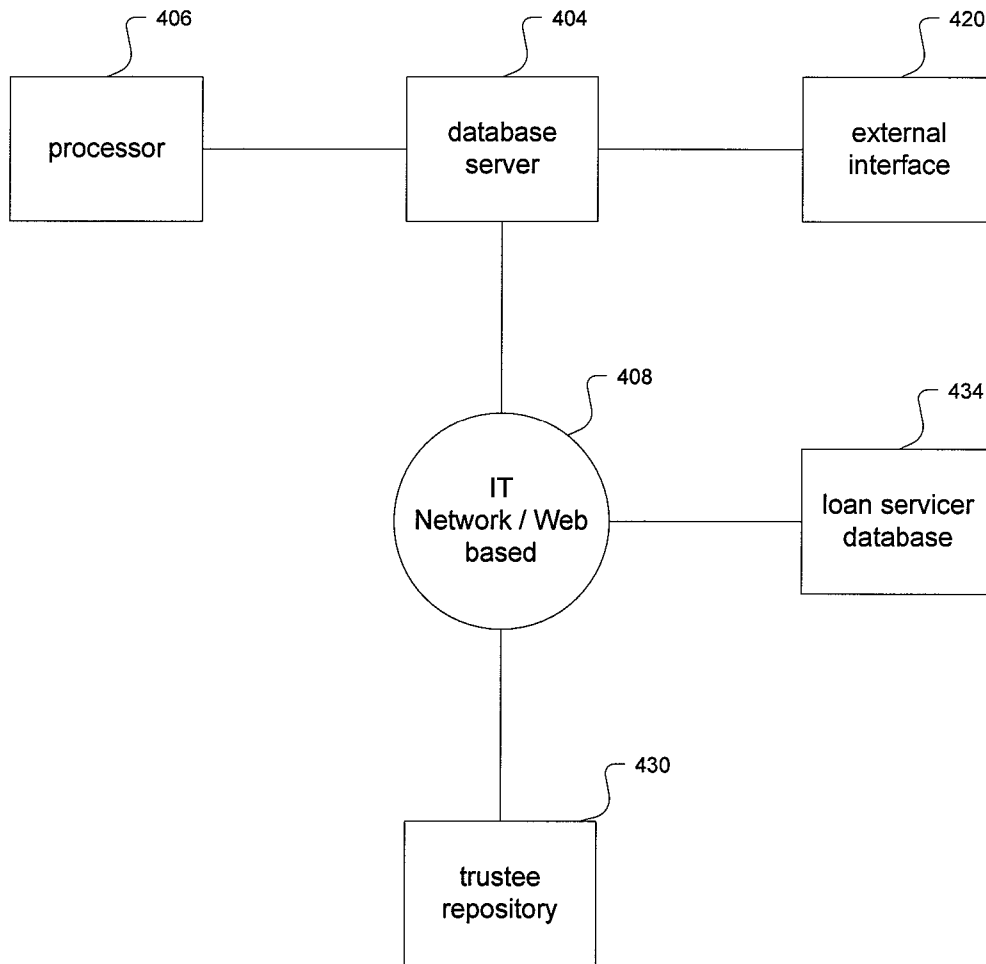 406
404
420
processor
database
server
external
interface
408
434
IT
Network / Web
based
loan servicer
database
430
trustee
repository